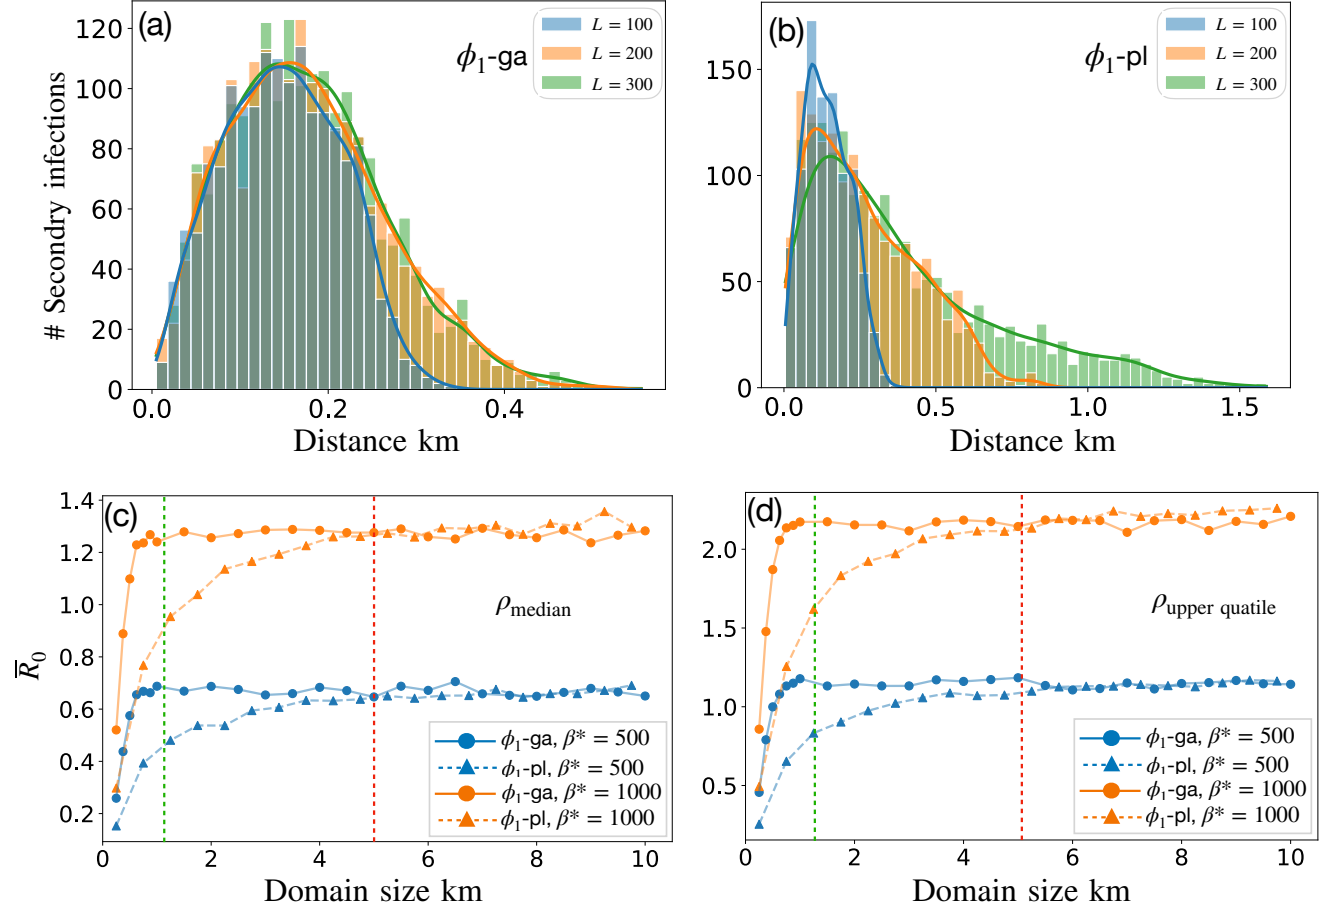 (a)
ϕ₁-ga
L = 100
L = 200
L = 300
# Secondry infections
120
100
80
60
40
20
0
0.0 0.2 0.4
Distance km
(b)
ϕ₁-pl
L = 100
L = 200
L = 300
150
100
50
0
0.0 0.5 1.0 1.5
Distance km
(c)
ρ_median
R̅₀
1.4
1.2
1.0
0.8
0.6
0.4
0.2
ϕ₁-ga, β* = 500
ϕ₁-pl, β* = 500
ϕ₁-ga, β* = 1000
ϕ₁-pl, β* = 1000
0 2 4 6 8 10
Domain size km
(d)
ρ_upper quatile
2.0
1.5
1.0
0.5
ϕ₁-ga, β* = 500
ϕ₁-pl, β* = 500
ϕ₁-ga, β* = 1000
ϕ₁-pl, β* = 1000
0 2 4 6 8 10
Domain size km